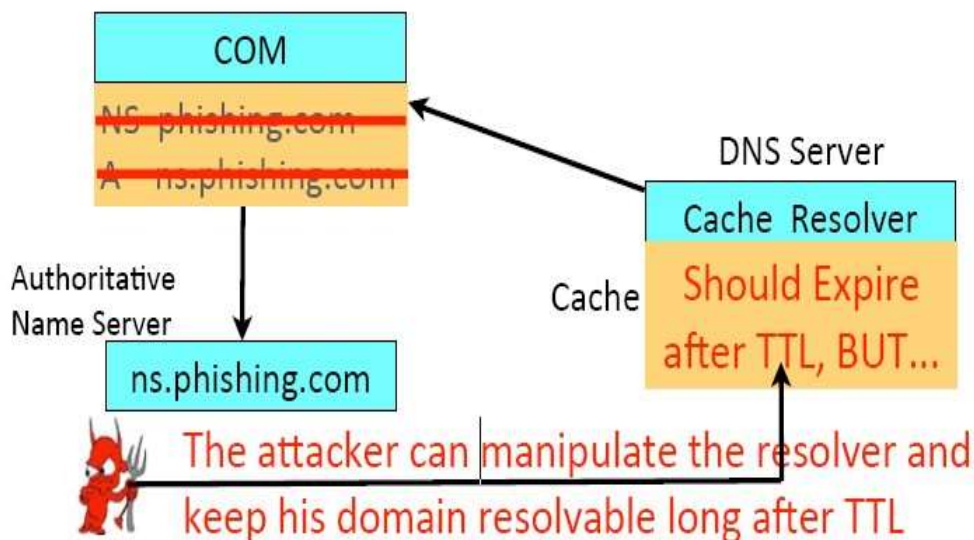 COM
NS phishing.com
A ns.phishing.com
DNS Server
Cache Resolver
Should Expire
after TTL, BUT...
Cache
Authoritative
Name Server
ns.phishing.com
The attacker can manipulate the resolver and
keep his domain resolvable long after TTL